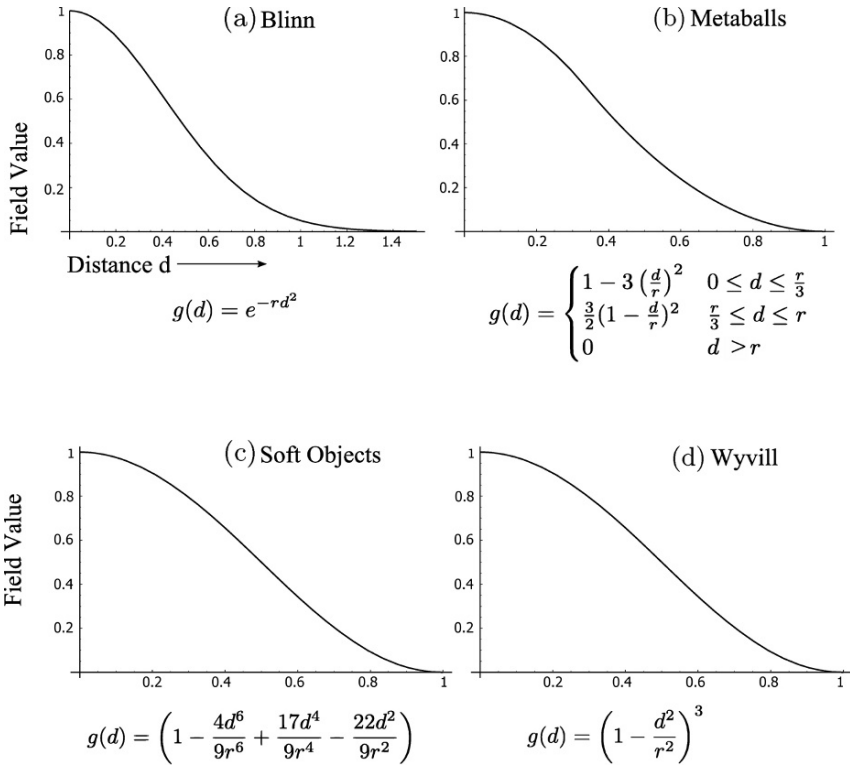 (a) Blinn
Field Value
1
0.8
0.6
0.4
0.2
0.2 0.4 0.6 0.8 1 1.2 1.4
Distance d
g(d) = e^{-rd^2}
(b) Metaballs
1
0.8
0.6
0.4
0.2
0.2 0.4 0.6 0.8 1
g(d) = { 1 − 3 (d/r)^2 0 ≤ d ≤ r/3
3/2 (1 − d/r)^2 r/3 ≤ d ≤ r
0 d > r
(c) Soft Objects
Field Value
1
0.8
0.6
0.4
0.2
0.2 0.4 0.6 0.8 1
g(d) = (1 − 4d^6/9r^6 + 17d^4/9r^4 − 22d^2/9r^2)
(d) Wyvill
1
0.8
0.6
0.4
0.2
0.2 0.4 0.6 0.8 1
g(d) = (1 − d^2/r^2)^3